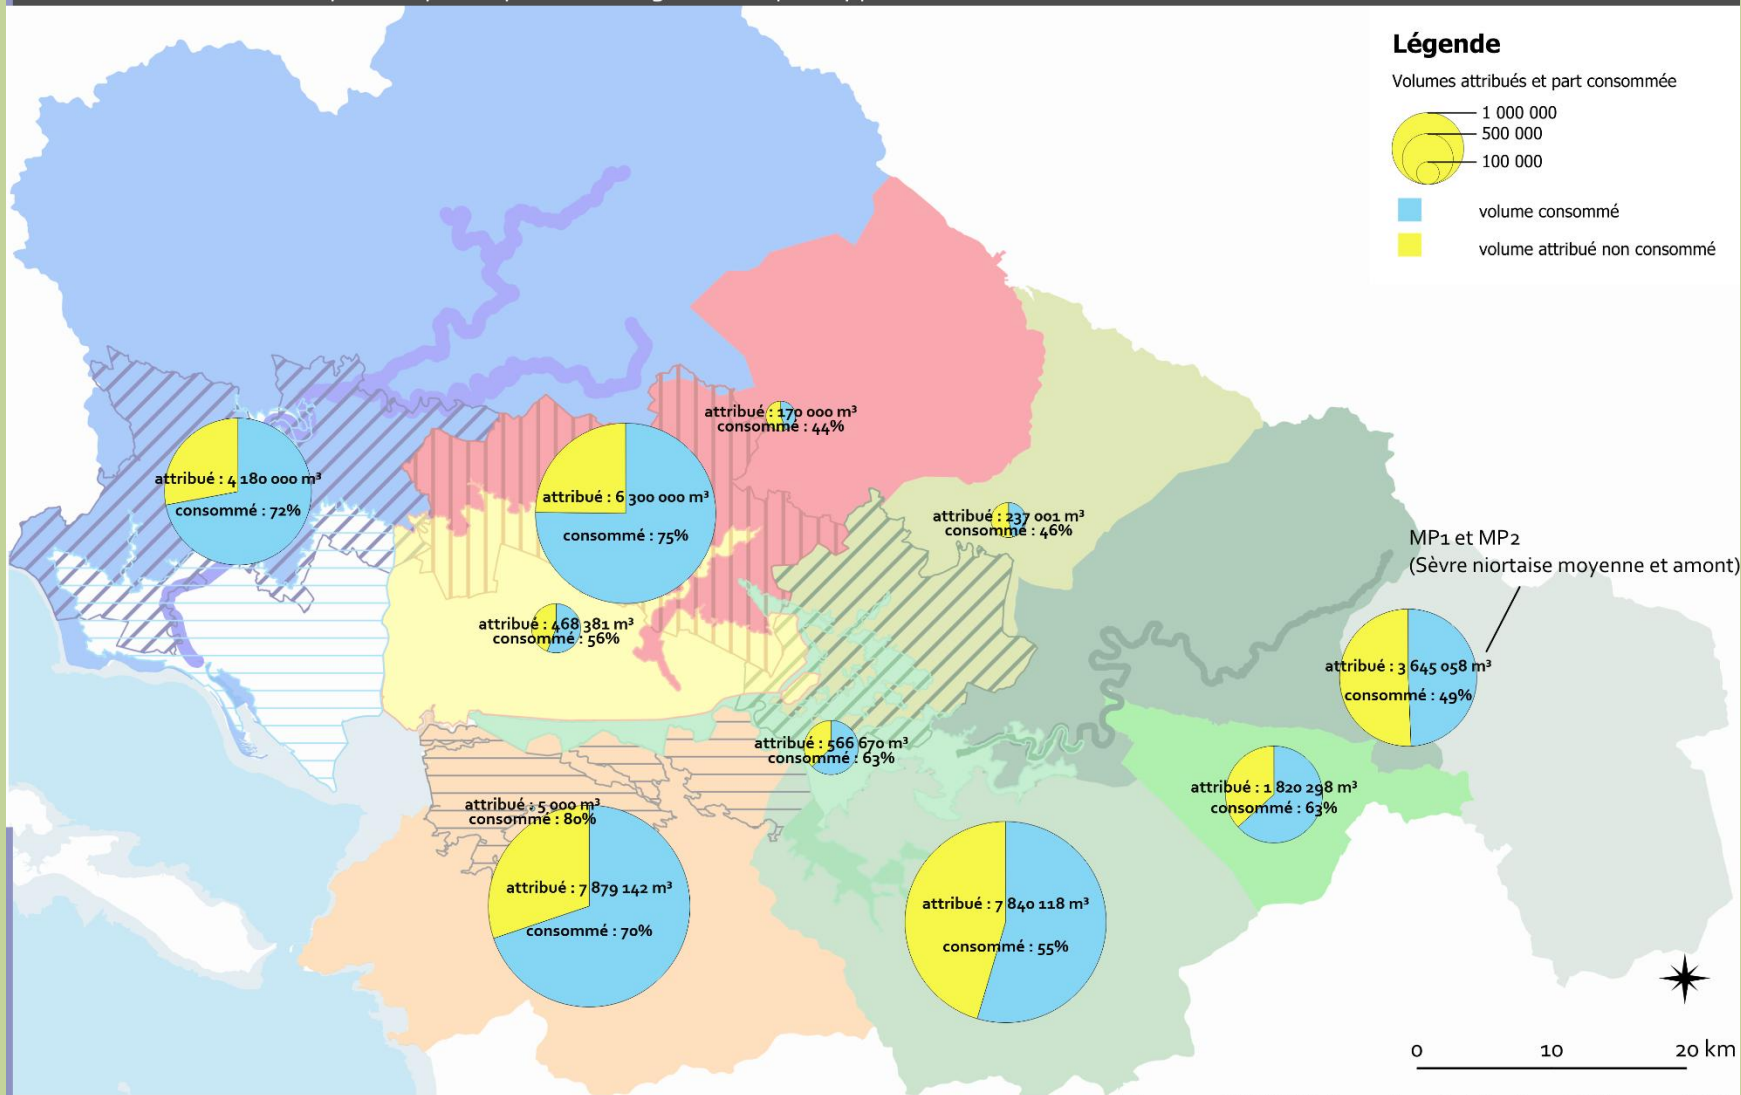 Légende
Volumes attribués et part consommée
1 000 000
500 000
100 000
volume consommé
volume attribué non consommé
attribué : 170 000 m³
consommé : 44%
attribué : 4 180 000 m³
consommé : 72%
attribué : 6 300 000 m³
consommé : 75%
attribué : 237 001 m³
consommé : 46%
MP1 et MP2
(Sèvre niortaise moyenne et amont)
attribué : 468 381 m³
consommé : 56%
attribué : 3 645 058 m³
consommé : 49%
attribué : 566 670 m³
consommé : 63%
attribué : 1 820 298 m³
consommé : 63%
attribué : 5 000 m³
consommé : 80%
attribué : 7 879 142 m³
consommé : 70%
attribué : 7 840 118 m³
consommé : 55%
0 10 20 km